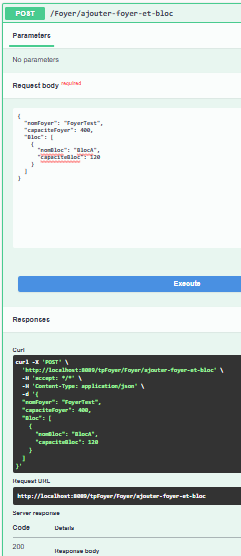 POST /Foyer/ajouter-foyer-et-bloc
Parameters
No parameters
Request body required
{
"nomFoyer": "FoyerTest",
"capaciteFoyer": 400,
"Bloc": [
{
"nomBloc": "BlocA",
"capaciteBloc": 120
}
]
}
Execute
Responses
Curl
curl -X 'POST' \
'http://localhost:8089/tpFoyer/Foyer/ajouter-foyer-et-bloc' \
-H 'accept: */*' \
-H 'Content-Type: application/json' \
-d '{
"nomFoyer": "FoyerTest",
"capaciteFoyer": 400,
"Bloc": [
{
"nomBloc": "BlocA",
"capaciteBloc": 120
}
]
}'
Request URL
http://localhost:8089/tpFoyer/Foyer/ajouter-foyer-et-bloc
Server response
Code Details
200
Response body